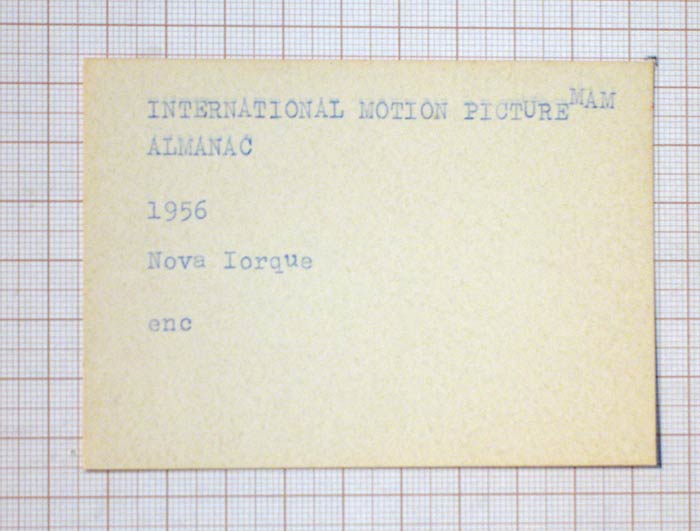 INTERNATIONAL MOTION PICTURE MAM
ALMANAC
1956
Nova Iorque
enc